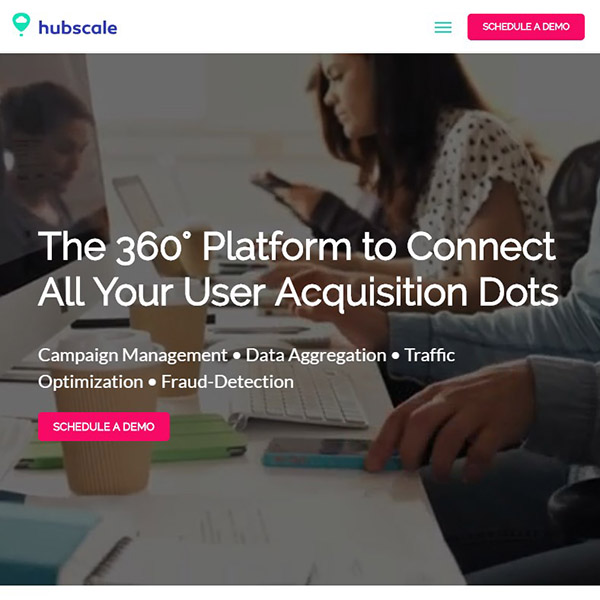 hubscale
SCHEDULE A DEMO
The 360° Platform to Connect
All Your User Acquisition Dots
Campaign Management • Data Aggregation • Traffic
Optimization • Fraud-Detection
SCHEDULE A DEMO